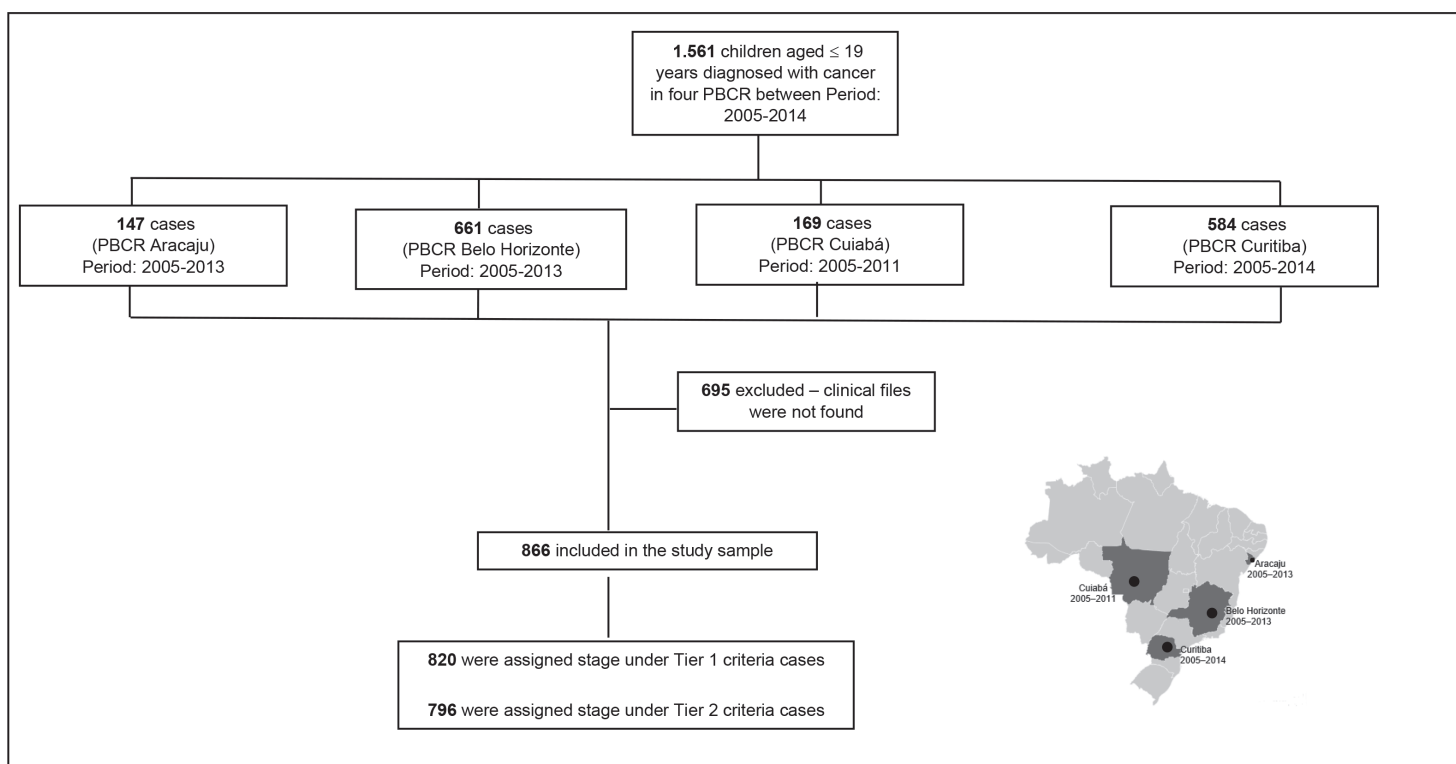 1.561 children aged ≤ 19
years diagnosed with cancer
in four PBCR between Period:
2005-2014
147 cases
(PBCR Aracaju)
Period: 2005-2013
661 cases
(PBCR Belo Horizonte)
Period: 2005-2013
169 cases
(PBCR Cuiabá)
Period: 2005-2011
584 cases
(PBCR Curitiba)
Period: 2005-2014
695 excluded – clinical files
were not found
866 included in the study sample
820 were assigned stage under Tier 1 criteria cases
796 were assigned stage under Tier 2 criteria cases
Aracaju
2005–2013
Cuiabá
2005–2011
Belo Horizonte
2005–2013
Curitiba
2005–2014